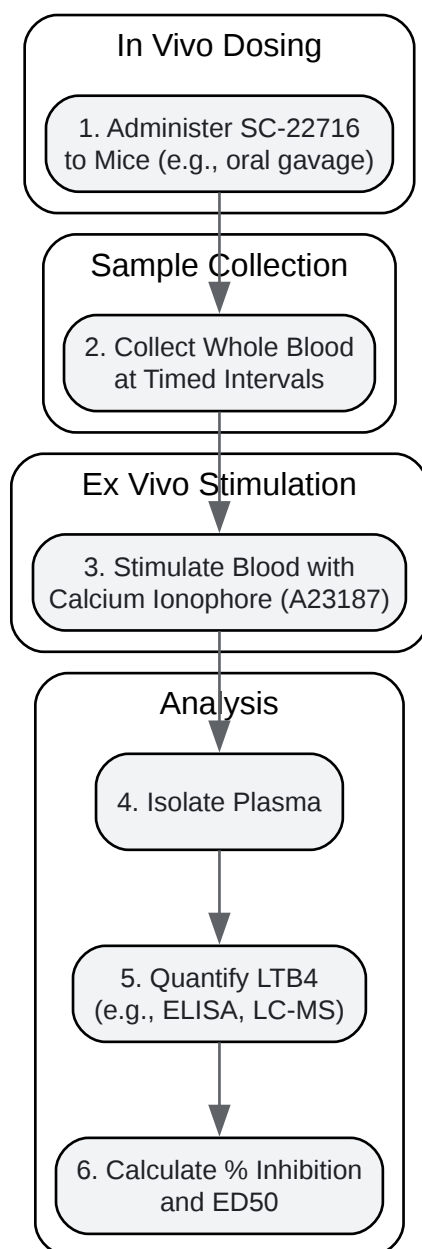 In Vivo Dosing
1. Administer SC-22716
to Mice (e.g., oral gavage)
Sample Collection
2. Collect Whole Blood
at Timed Intervals
Ex Vivo Stimulation
3. Stimulate Blood with
Calcium Ionophore (A23187)
Analysis
4. Isolate Plasma
5. Quantify LTB4
(e.g., ELISA, LC-MS)
6. Calculate % Inhibition
and ED50